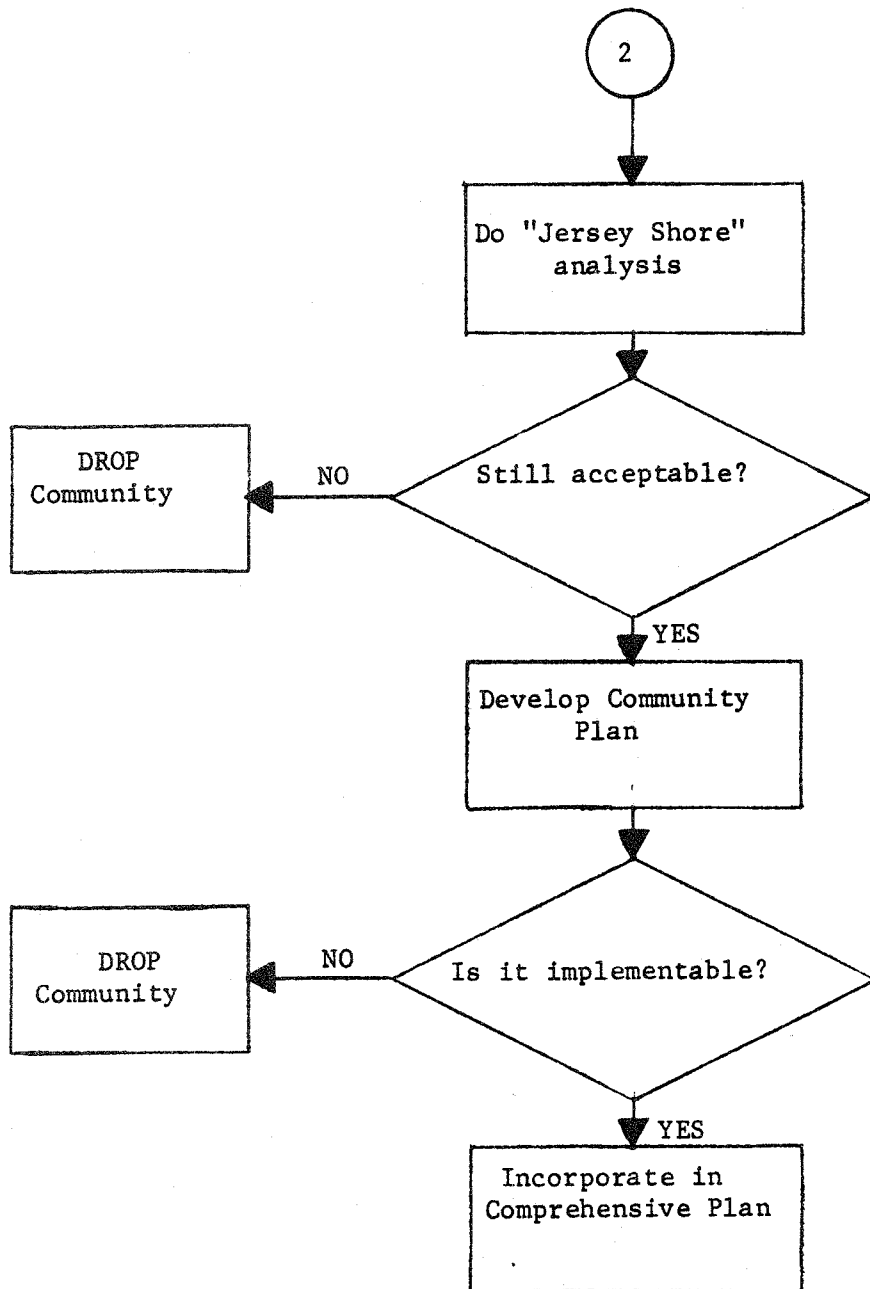 2
Do "Jersey Shore"
analysis
Still acceptable?
NO
DROP
Community
YES
Develop Community
Plan
Is it implementable?
NO
DROP
Community
YES
Incorporate in
Comprehensive Plan